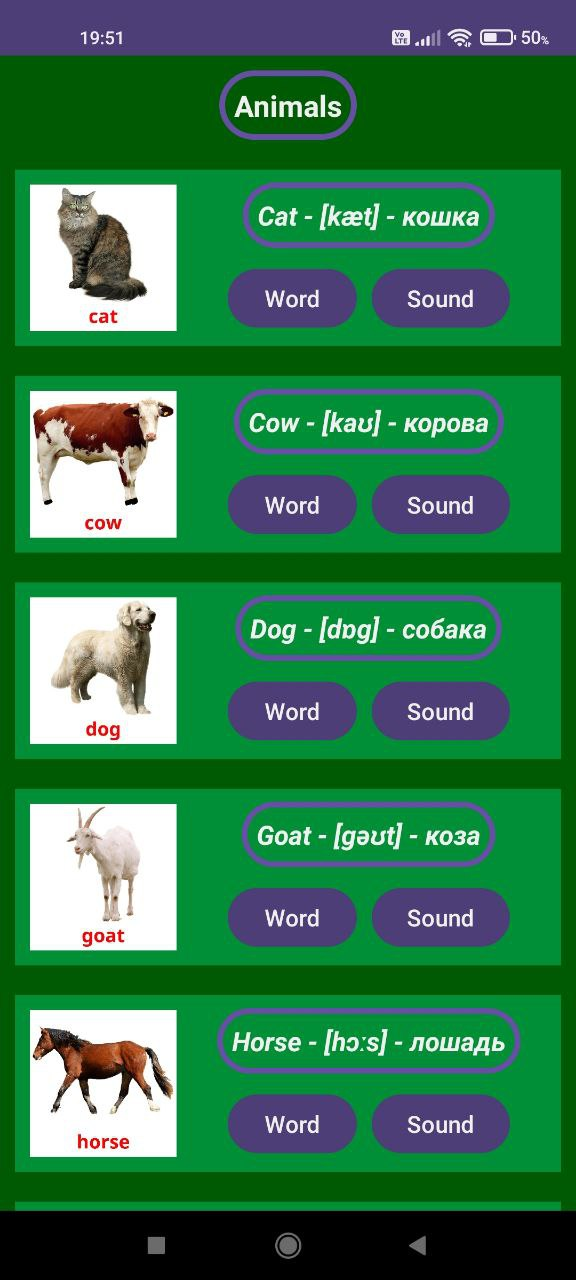 19:51
Vo LTE
50%
Animals
Cat - [kæt] - кошка
Word Sound
cat
Cow - [kaʊ] - корова
Word Sound
cow
Dog - [dɒg] - собака
Word Sound
dog
Goat - [gəʊt] - коза
Word Sound
goat
Horse - [hɔːs] - лошадь
Word Sound
horse